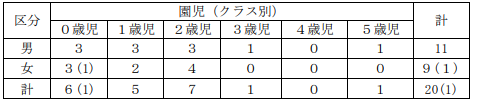 区分 園児（クラス別） 計
０歳児 １歳児 ２歳児 ３歳児 ４歳児 ５歳児
男 3 3 3 1 0 1 11
女 3(1) 2 4 0 0 0 9(1)
計 6(1) 5 7 1 0 1 20(1)